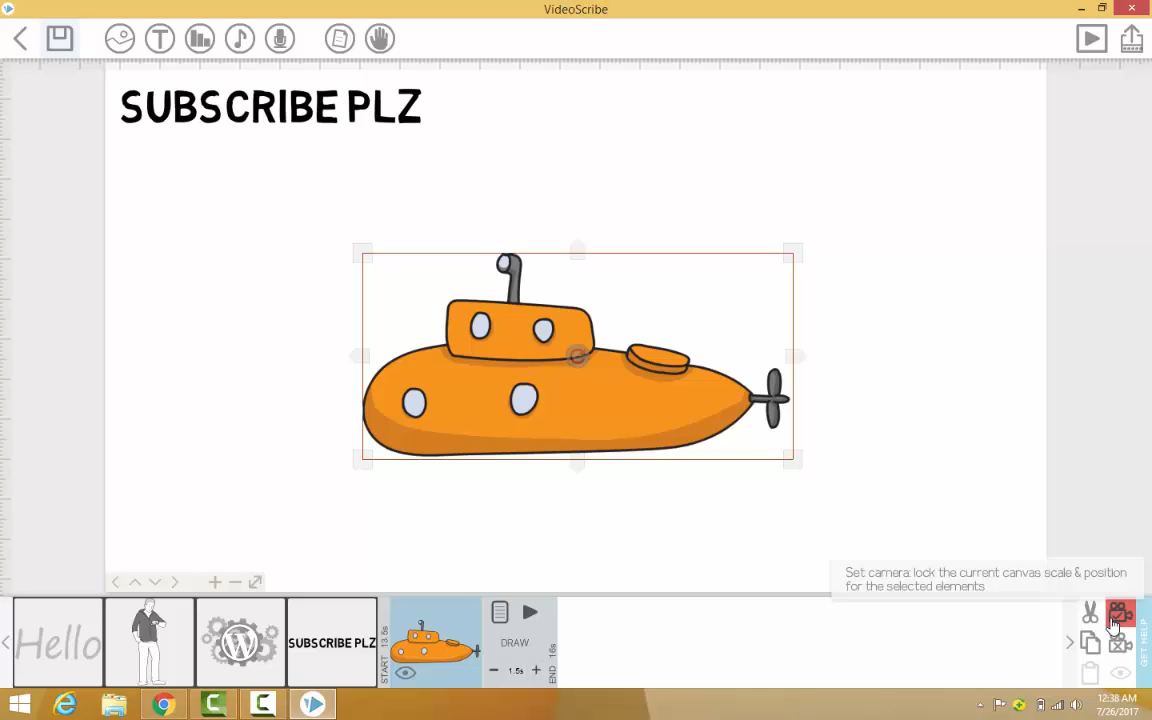 VideoScribe
SUBSCRIBE PLZ
Set camera: lock the current canvas scale & position
for the selected elements
Hello
SUBSCRIBE PLZ
START 13.5s
DRAW
1.5s
END 16s
GET HELP
12:38 AM
7/26/2017